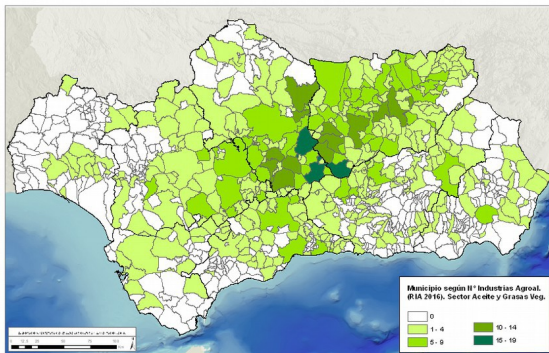 Municipio según Nº Industrias Agroal.
(RIA 2016). Sector Aceite y Grasas Veg.
0
1 - 4
5 - 9
10 - 14
15 - 19